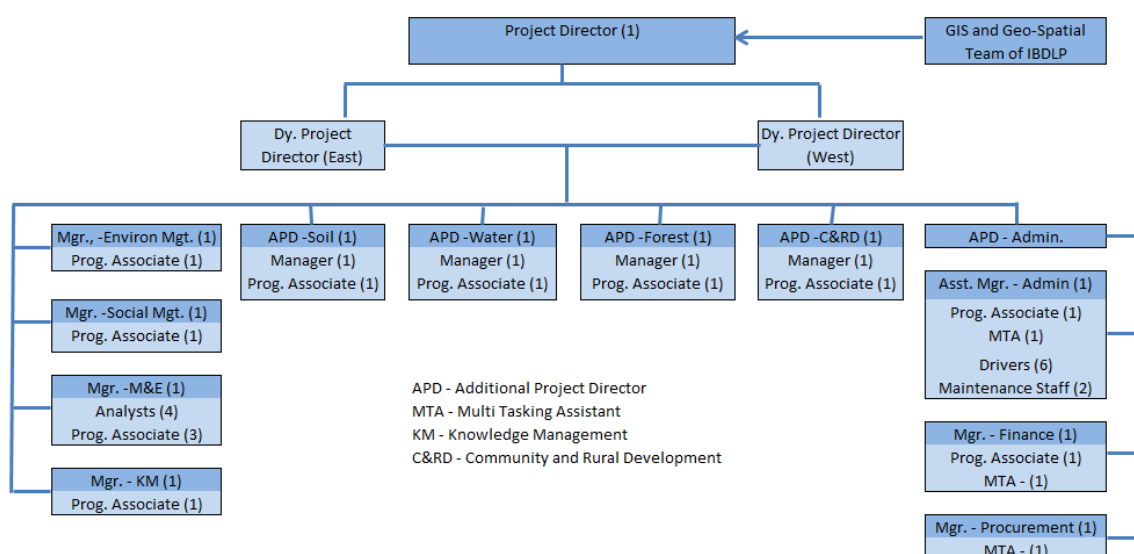 Project Director (1)
GIS and Geo-Spatial
Team of IBDLP
Dy. Project
Director (East)
Dy. Project Director
(West)
Mgr., -Environ Mgt. (1)
Prog. Associate (1)
Mgr. -Social Mgt. (1)
Prog. Associate (1)
Mgr. -M&E (1)
Analysts (4)
Prog. Associate (3)
Mgr. - KM (1)
Prog. Associate (1)
APD -Soil (1)
Manager (1)
Prog. Associate (1)
APD -Water (1)
Manager (1)
Prog. Associate (1)
APD -Forest (1)
Manager (1)
Prog. Associate (1)
APD -C&RD (1)
Manager (1)
Prog. Associate (1)
APD - Admin.
Asst. Mgr. - Admin (1)
Prog. Associate (1)
MTA (1)
Drivers (6)
Maintenance Staff (2)
Mgr. - Finance (1)
Prog. Associate (1)
MTA - (1)
Mgr. - Procurement (1)
MTA - (1)
APD - Additional Project Director
MTA - Multi Tasking Assistant
KM - Knowledge Management
C&RD - Community and Rural Development